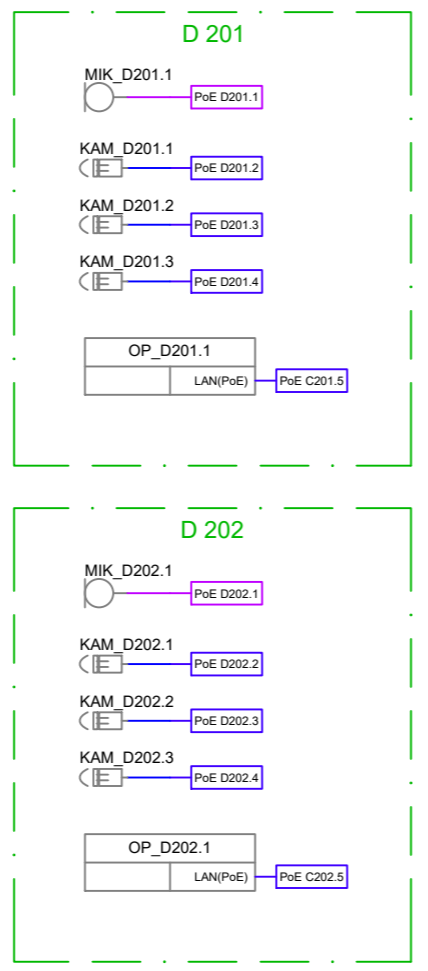 D 201
MIK_D201.1
PoE D201.1
KAM_D201.1
PoE D201.2
KAM_D201.2
PoE D201.3
KAM_D201.3
PoE D201.4
OP_D201.1
LAN(PoE)
PoE C201.5
D 202
MIK_D202.1
PoE D202.1
KAM_D202.1
PoE D202.2
KAM_D202.2
PoE D202.3
KAM_D202.3
PoE D202.4
OP_D202.1
LAN(PoE)
PoE C202.5